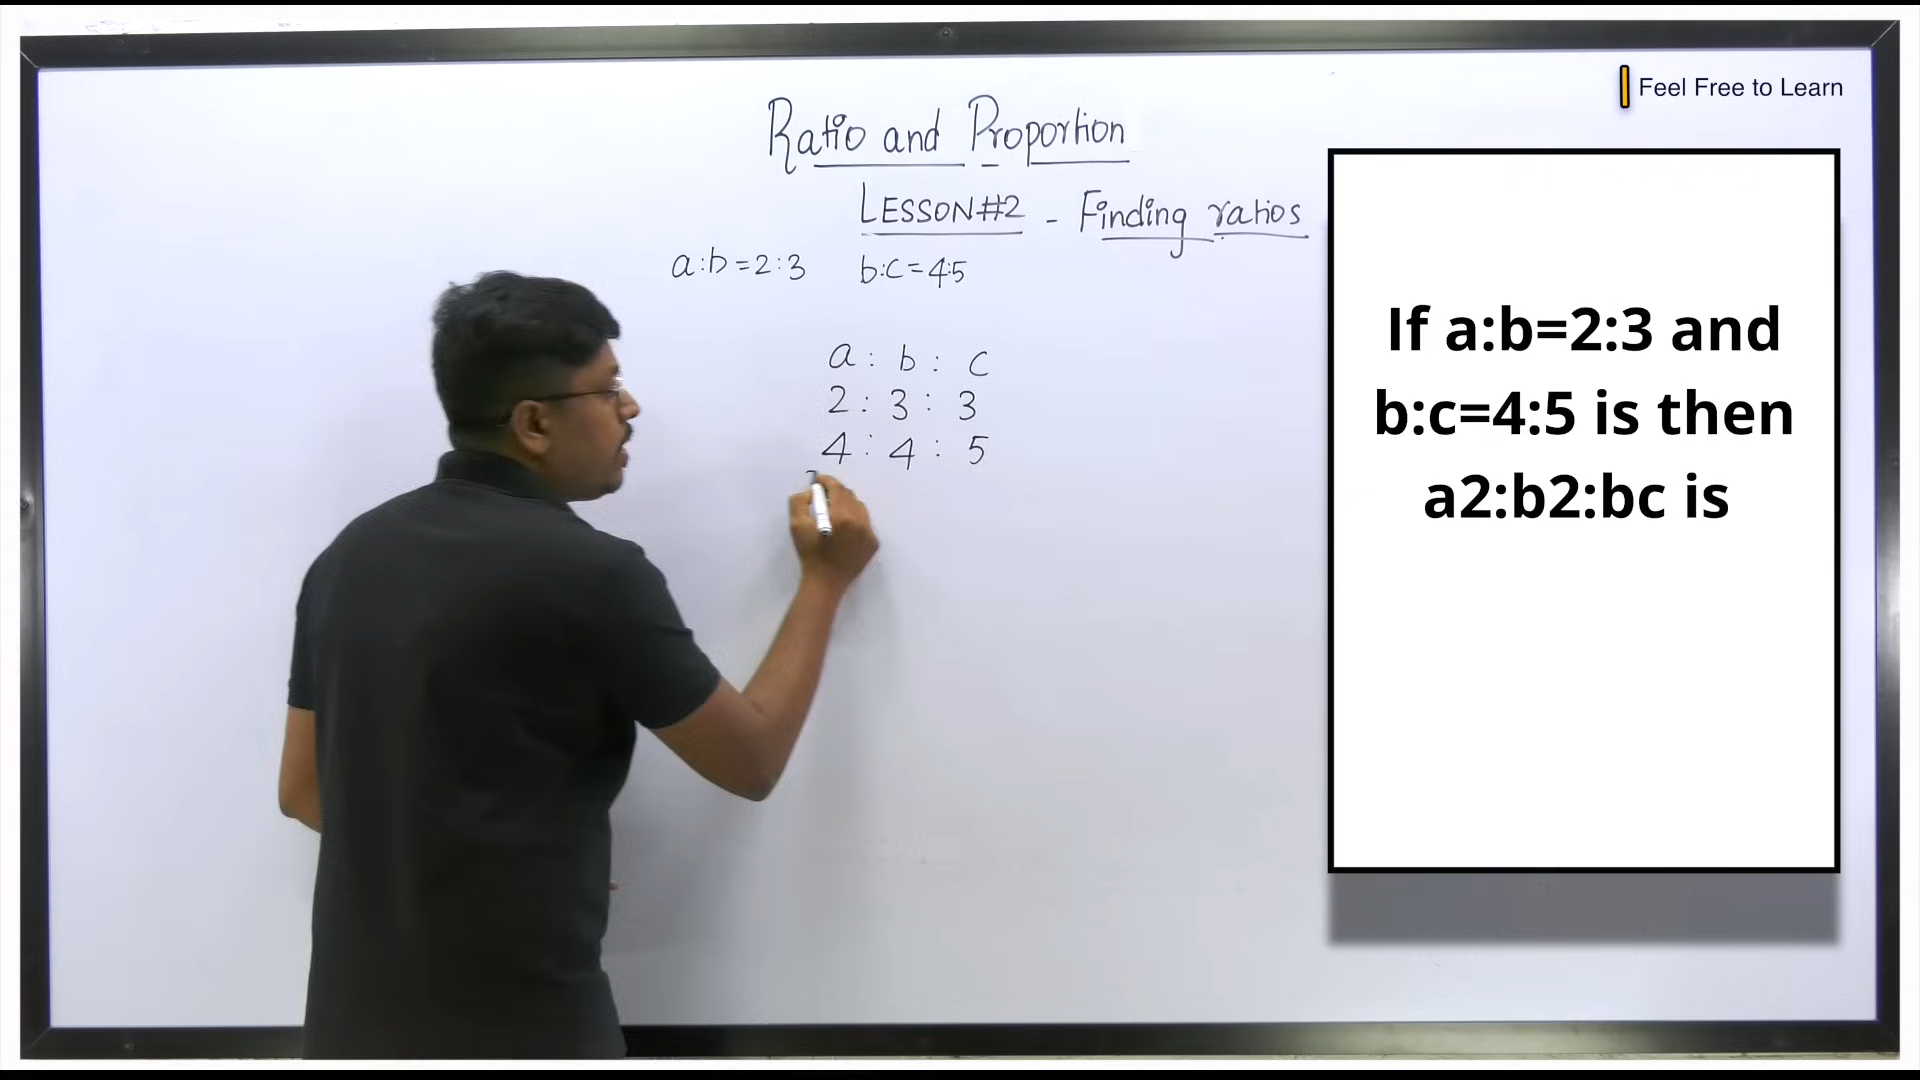 Feel Free to Learn
Ratio and Proportion
LESSON#2 - Finding ratios
a:b=2:3 b:c=4:5
a : b : c
2 : 3 : 3
4 : 4 : 5
If a:b=2:3 and
b:c=4:5 is then
a2:b2:bc is